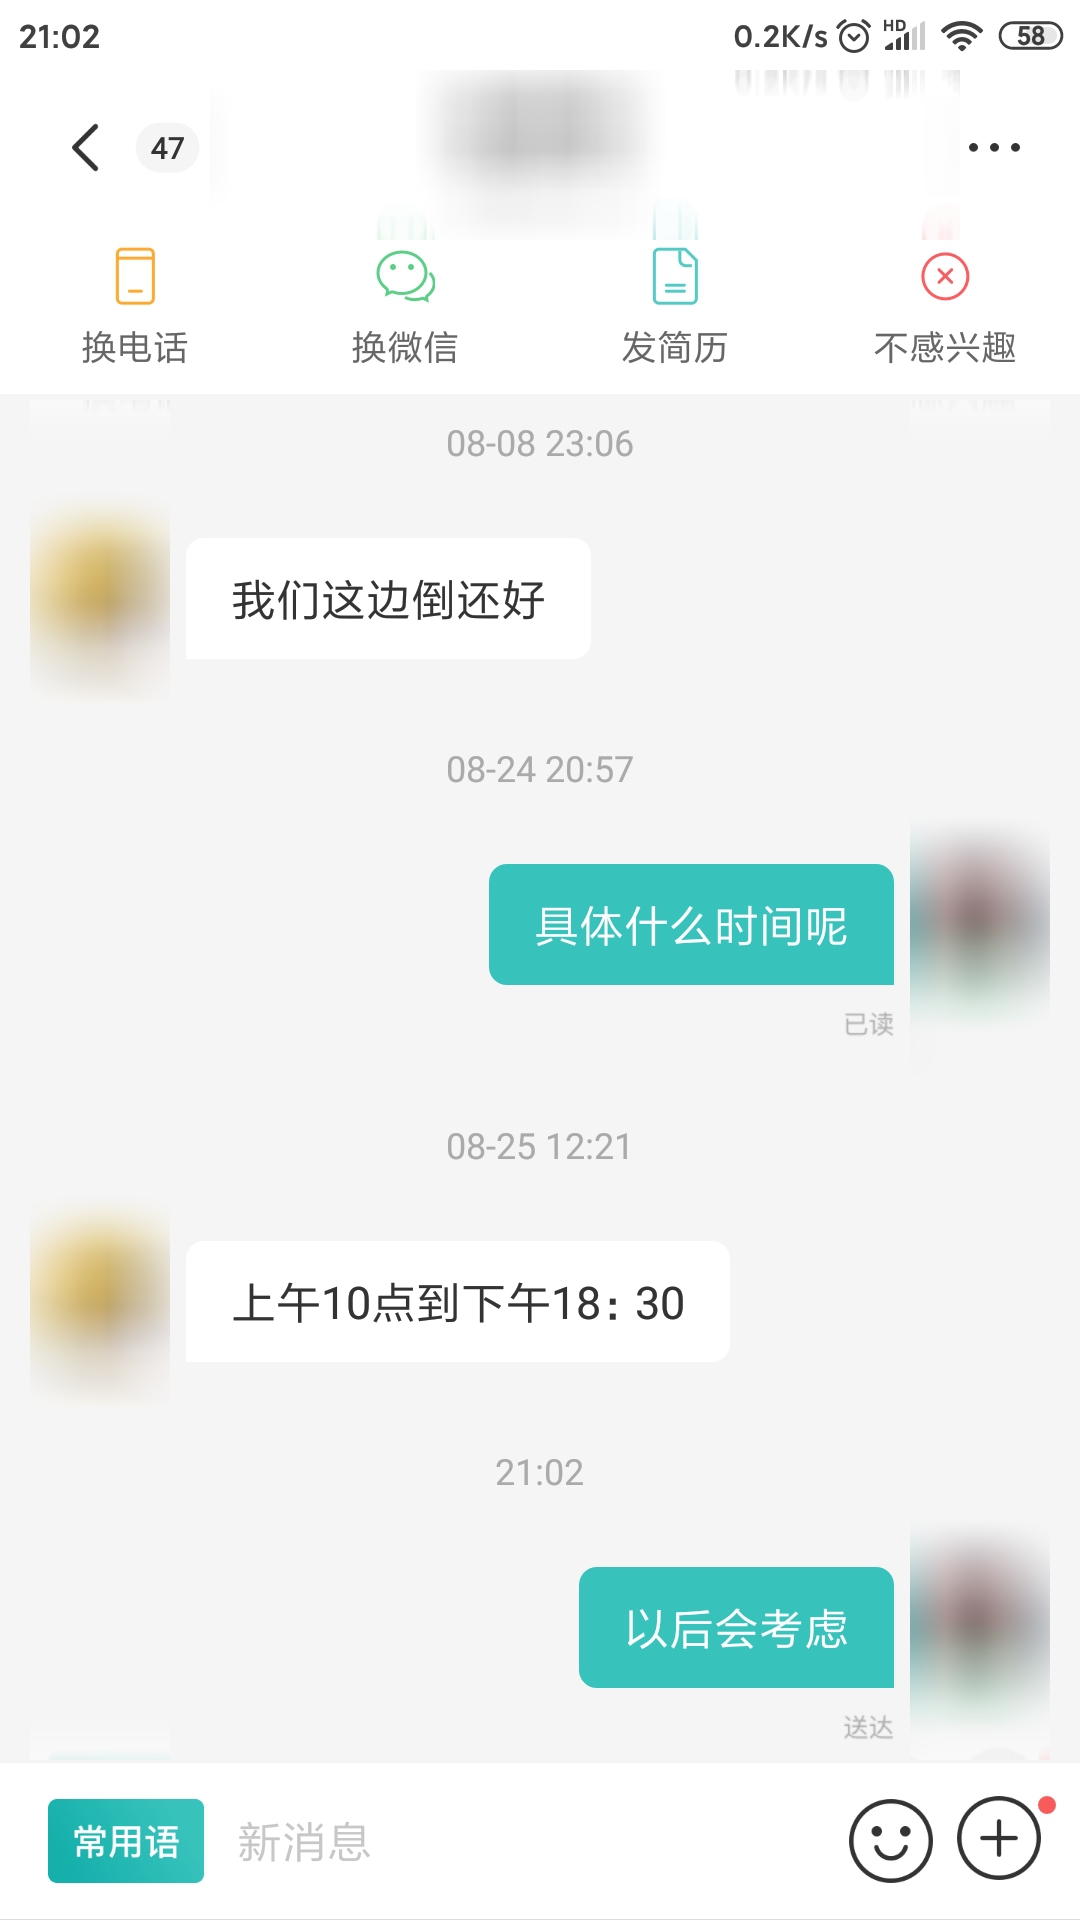 21:02 0.2K/s HD 58
47
换电话 换微信 发简历 不感兴趣
08-08 23:06
我们这边倒还好
08-24 20:57
具体什么时间呢
已读
08-25 12:21
上午10点到下午18：30
21:02
以后会考虑
送达
常用语 新消息